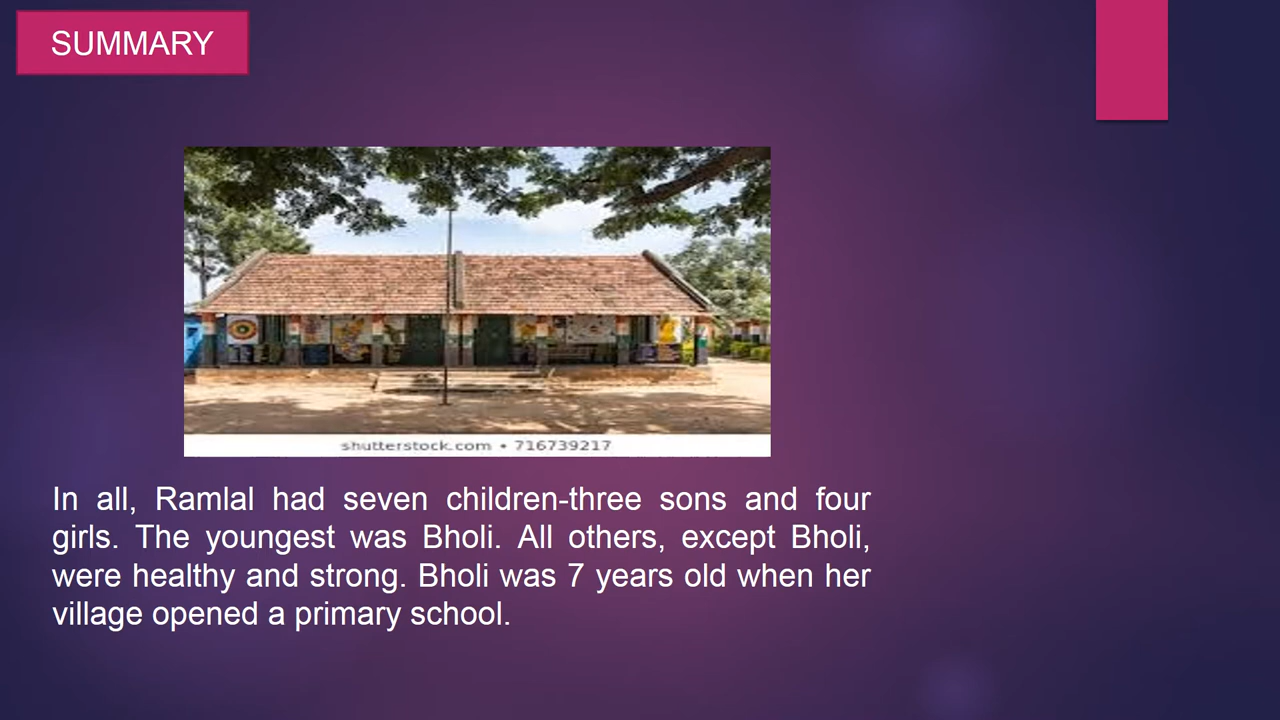 SUMMARY
shutterstock.com • 716739217
In all, Ramlal had seven children-three sons and four
girls. The youngest was Bholi. All others, except Bholi,
were healthy and strong. Bholi was 7 years old when her
village opened a primary school.